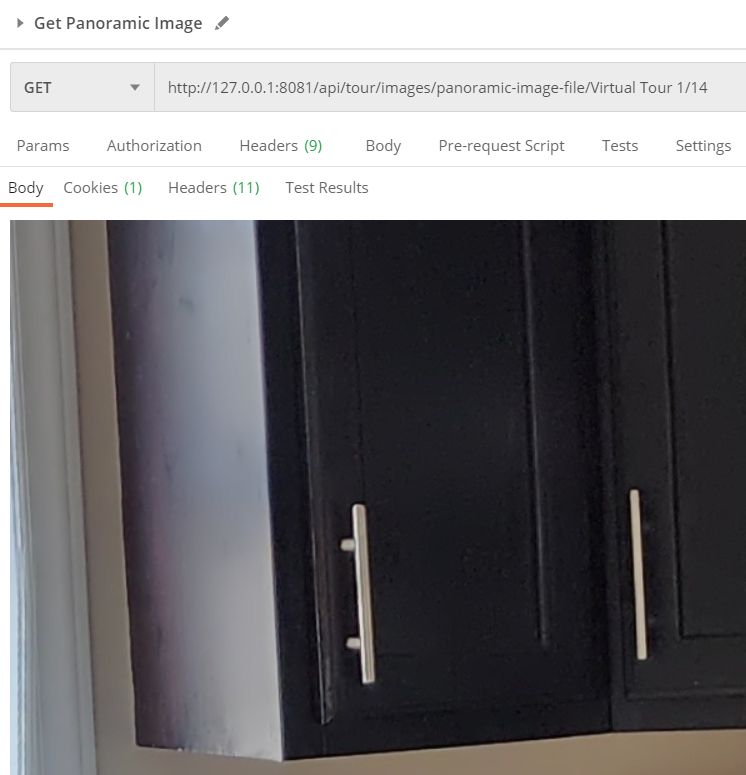 Get Panoramic Image
GET http://127.0.0.1:8081/api/tour/images/panoramic-image-file/Virtual Tour 1/14
Params Authorization Headers (9) Body Pre-request Script Tests Settings
Body Cookies (1) Headers (11) Test Results